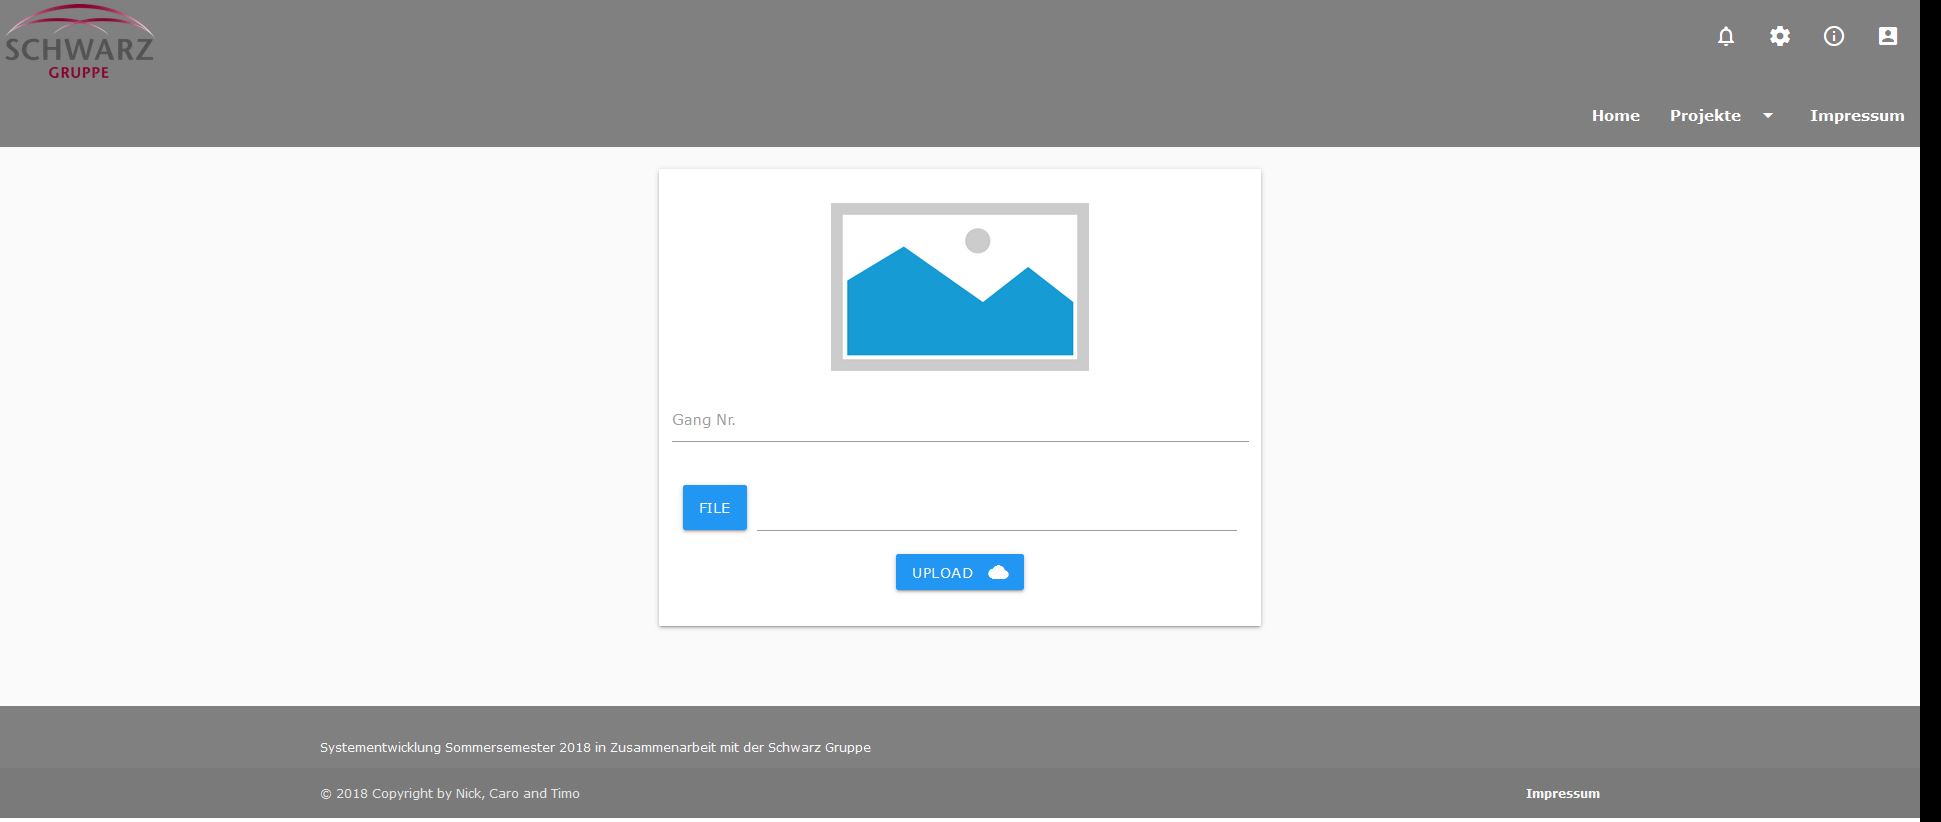 SCHWARZ
GRUPPE
Home Projekte Impressum
Gang Nr.
FILE
UPLOAD
Systementwicklung Sommersemester 2018 in Zusammenarbeit mit der Schwarz Gruppe
© 2018 Copyright by Nick, Caro and Timo Impressum